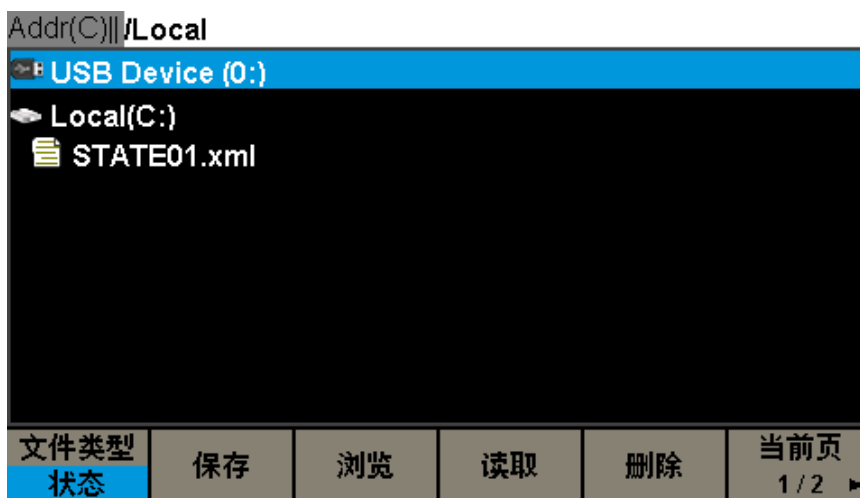 Addr(C)|| /Local
USB Device (0:)
Local(C:)
STATE01.xml
文件类型 保存 浏览 读取 删除 当前页
状态 1/2